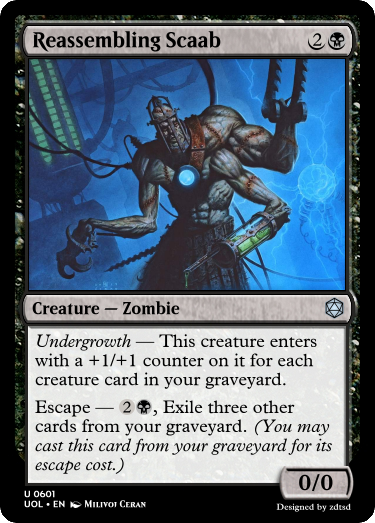 Reassembling Scaab 2
Creature — Zombie
Undergrowth — This creature enters
with a +1/+1 counter on it for each
creature card in your graveyard.
Escape — 2, Exile three other
cards from your graveyard. (You may
cast this card from your graveyard for its
escape cost.)
0/0
U 0601
UOL • EN Milivoj Ceran
Designed by zdtsd